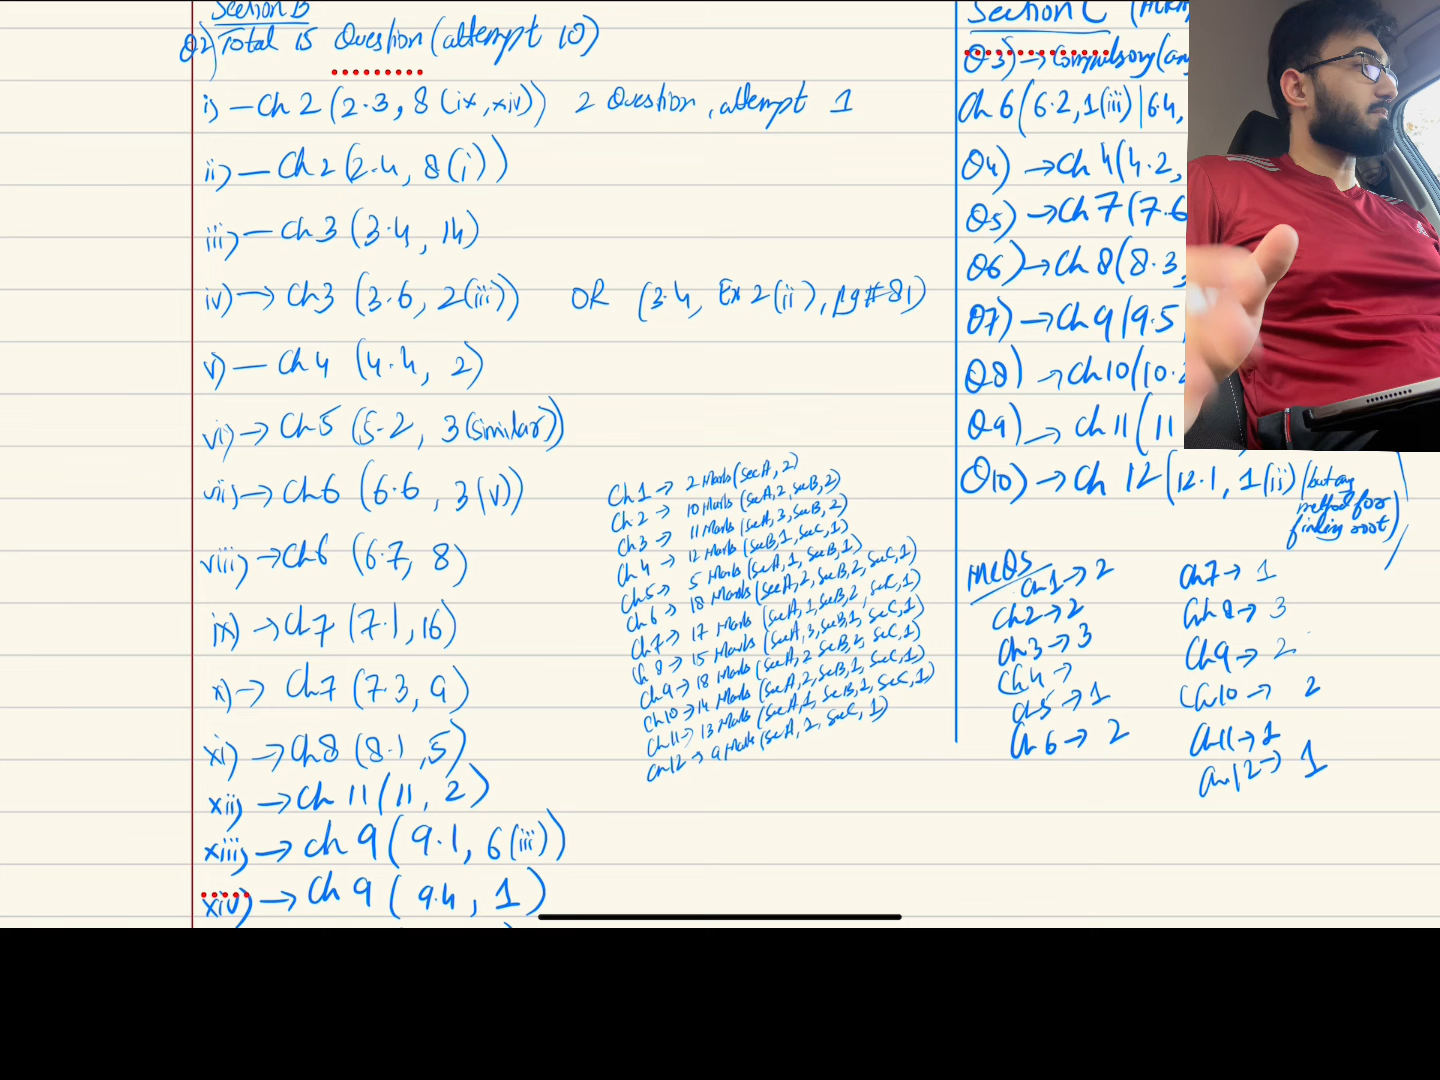 Section B
Q2) Total 15 Question (attempt 10)
i) — Ch 2 (2.3, 8 (ix, xiv)) 2 Question, attempt 1
ii) — Ch 2 (2.4, 8(i))
iii) — Ch 3 (3.4, 14)
iv) → Ch3 (3.6, 2(iii)) OR (3.4, Ex 2(ii), pg#81)
v) — Ch 4 (4.4, 2)
vi) → Ch 5 (5.2, 3(similar))
vii) → Ch6 (6.6, 3(v))
viii) → Ch6 (6.7, 8)
ix) → Ch7 (7.1, 16)
x) → Ch7 (7.3, 9)
xi) → Ch8 (8.1, 5)
xii) → Ch 11 (11, 2)
xiii) → Ch 9 (9.1, 6(iii))
xiv) → Ch 9 (9.4, 1)
Ch 1 → 2 Marks (SecA, 2)
Ch 2 → 10 Marks (SecA, 2, SecB, 2)
Ch 3 → 11 Marks (SecA, 3, SecB, 2)
Ch 4 → 12 Marks (SecB, 1, SecC, 1)
Ch 5 → 5 Marks (SecA, 1, SecB, 1)
Ch 6 → 18 Marks (SecA, 2, SecB, 2, SecC, 1)
Ch 7 → 17 Marks (SecA, 1, SecB, 2, SecC, 1)
Ch 8 → 15 Marks (SecA, 3, SecB, 1, SecC, 1)
Ch 9 → 18 Marks (SecA, 2 SecB, 2, SecC, 1)
Ch 10 → 14 Marks (SecA, 2, SecB, 1, SecC, 1)
Ch 11 → 13 Marks (SecA, 1, SecB, 1, SecC, 1)
Ch 12 → 9 Marks (SecA, 1, SecC, 1)
Section C
Q3) → Compulsory
Ch 6 (6.2, 1(iii) | 6.4,
Q4) → Ch 4 (4.2,
Q5) → Ch 7 (7.6
Q6) → Ch 8 (8.3,
Q7) → Ch 9 (9.5,
Q8) → Ch 10 (10.2
Q9) → Ch 11 (11
Q10) → Ch 12 (12.1, 1(ii) / but any
method for
finding root)
MCQS
Ch 1 → 2
Ch 2 → 2
Ch 3 → 3
Ch 4 →
Ch 5 → 1
Ch 6 → 2
Ch 7 → 1
Ch 8 → 3
Ch 9 → 2
Ch 10 → 2
Ch 11 → 1
Ch 12 → 1